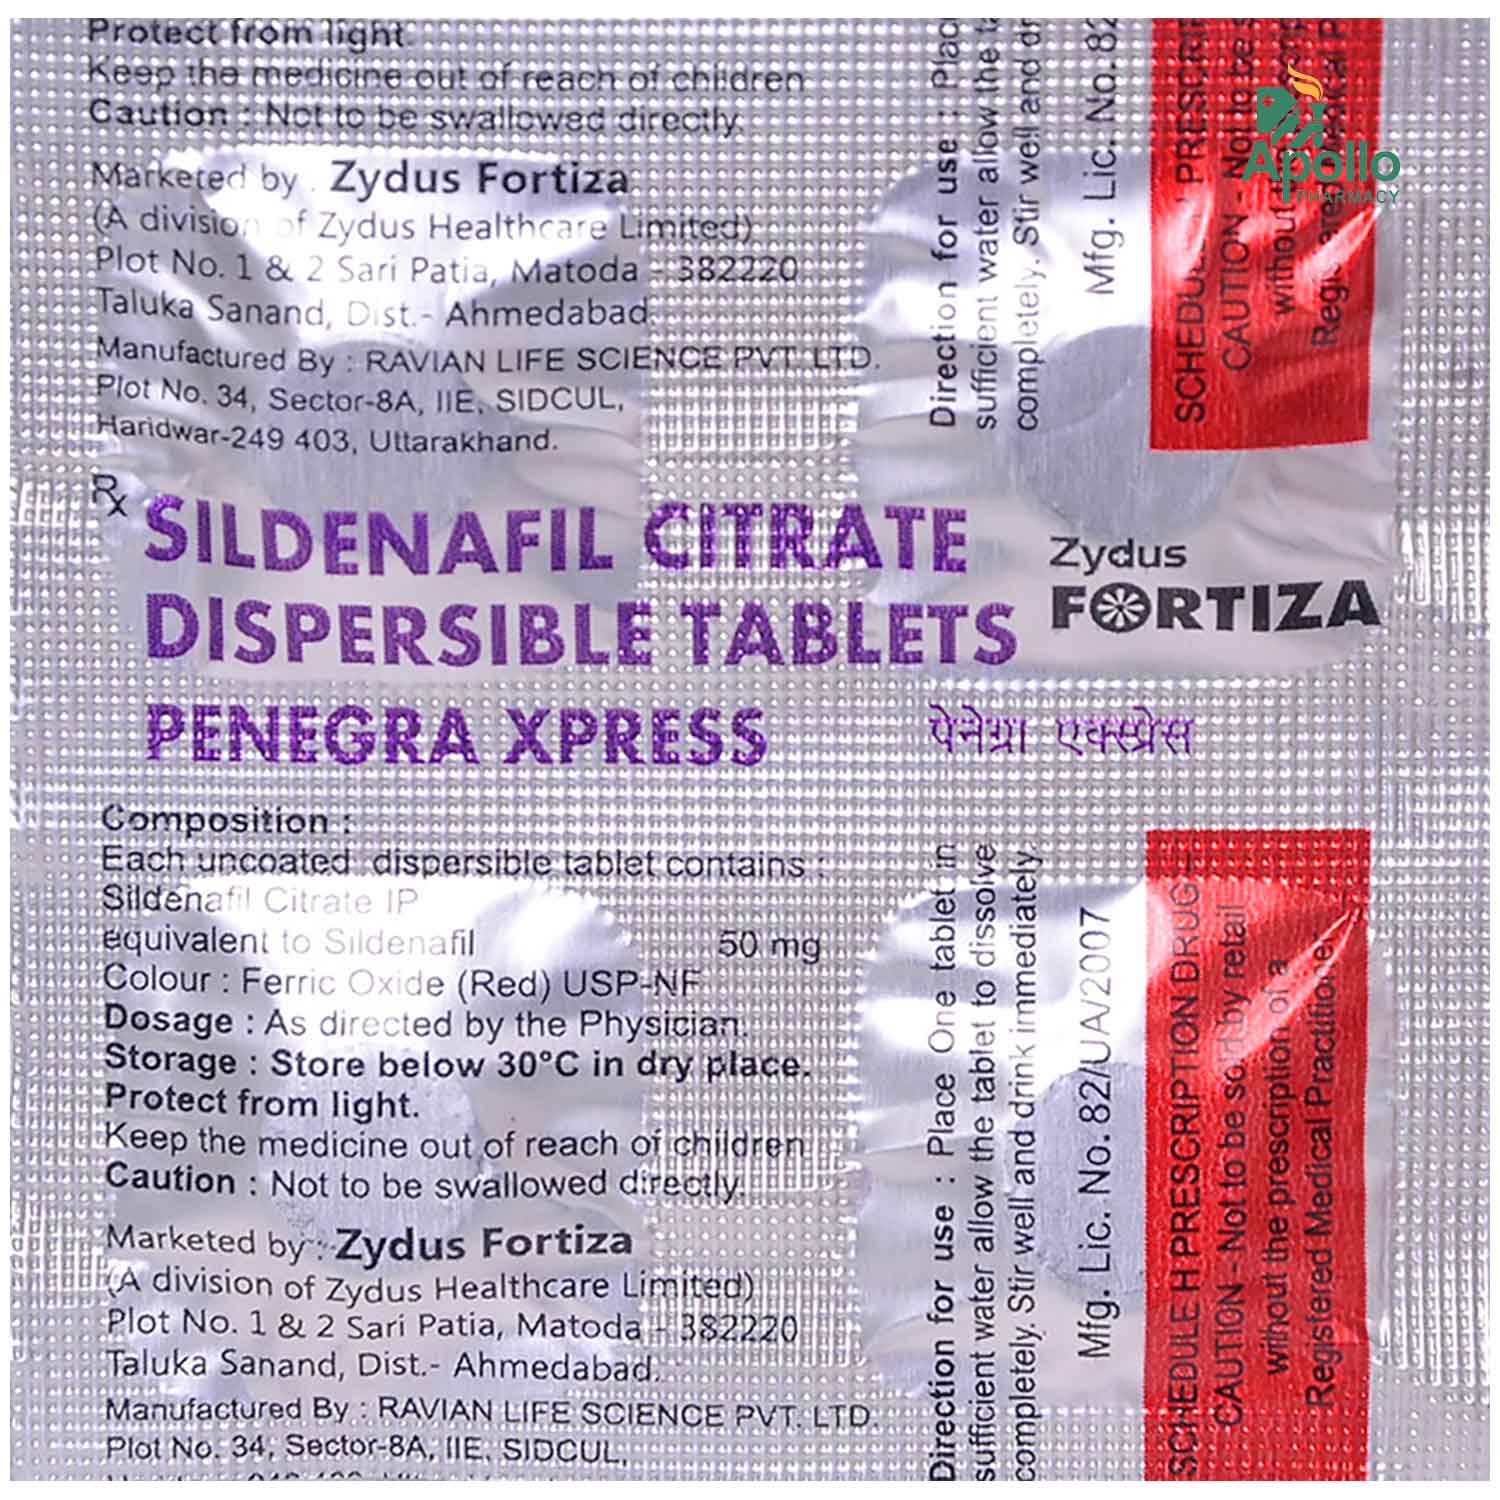 Protect from light.
Keep the medicine out of reach of children
Caution : Not to be swallowed directly.
Marketed by : Zydus Fortiza
(A division of Zydus Healthcare Limited)
Plot No. 1 & 2 Sari Patia, Matoda - 382220
Taluka Sanand, Dist.- Ahmedabad.
Manufactured By : RAVIAN LIFE SCIENCE PVT. LTD.
Plot No. 34, Sector-8A, IIE, SIDCUL,
Haridwar-249 403, Uttarakhand.
Direction for use :
sufficient water allow the
completely. Stir well and
Mfg. Lic. No. 82
SCHEDULE PRESCRI
CAUTION - Not to be
without
Apollo
PHARMACY
Rx SILDENAFIL CITRATE
DISPERSIBLE TABLETS
Zydus
FORTIZA
PENEGRA XPRESS
पेनेग्रा एक्स्प्रेस
Composition :
Each uncoated dispersible tablet contains :
Sildenafil Citrate IP
equivalent to Sildenafil 50 mg
Colour : Ferric Oxide (Red) USP-NF
Dosage : As directed by the Physician.
Storage : Store below 30°C in dry place.
Protect from light.
Keep the medicine out of reach of children
Caution : Not to be swallowed directly.
Marketed by : Zydus Fortiza
(A division of Zydus Healthcare Limited)
Plot No. 1 & 2 Sari Patia, Matoda - 382220
Taluka Sanand, Dist.- Ahmedabad.
Manufactured By : RAVIAN LIFE SCIENCE PVT. LTD.
Plot No. 34, Sector-8A, IIE, SIDCUL,
Direction for use : Place One tablet in
sufficient water allow the tablet to dissolve
completely. Stir well and drink immediately.
Mfg. Lic. No. 82/UA/2007
SCHEDULE H PRESCRIPTION DRUG -
CAUTION - Not to be sold by retail
without the prescription of a
Registered Medical Practitioner.